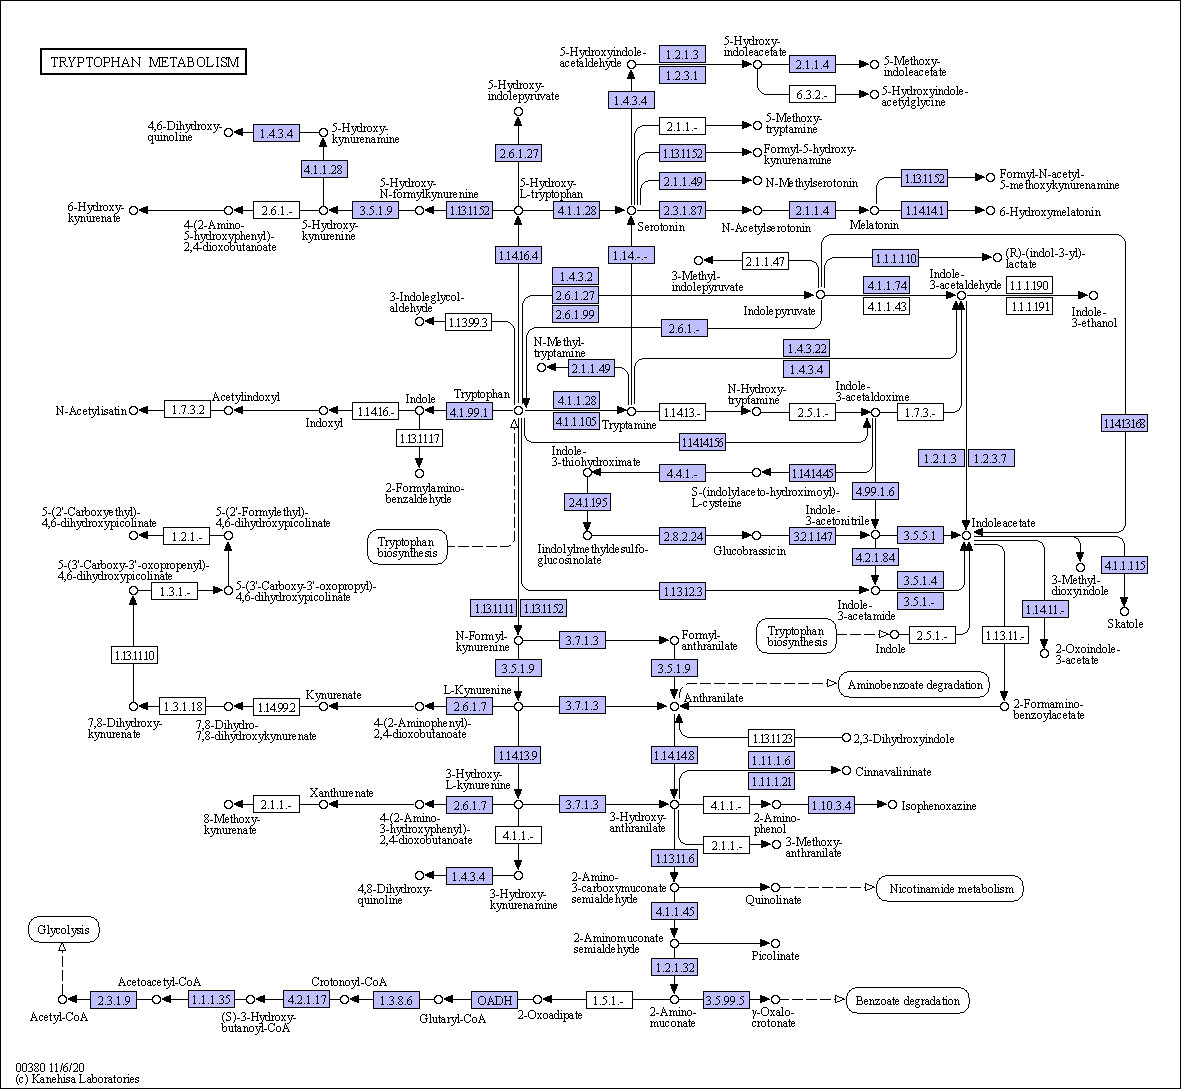 TRYPTOPHAN METABOLISM
5-Hydroxyindole-
acetaldehyde
1.2.1.3
1.2.3.1
5-Hydroxy-
indoleacetate
2.1.1.4
5-Methoxy-
indoleacetate
6.3.2.-
5-Hydroxyindole-
acetylglycine
5-Hydroxy-
indolepyruvate
1.4.3.4
4,6-Dihydroxy-
quinoline
1.4.3.4
5-Hydroxy-
kynurenamine
2.1.1.-
5-Methoxy-
tryptamine
2.6.1.27
1.13.11.52
Formyl-5-hydroxy-
kynurenamine
4.1.1.28
2.1.1.49
N-Methylserotonin
1.13.11.52
Formyl-N-acetyl-
5-methoxykynurenamine
5-Hydroxy-
N-formylkynurenine
5-Hydroxy-
L-tryptophan
6-Hydroxy-
kynurenate
4-(2-Amino-
5-hydroxyphenyl)-
2,4-dioxobutanoate
2.6.1.-
5-Hydroxy-
kynurenine
3.5.1.9
1.13.11.52
4.1.1.28
Serotonin
2.3.1.87
N-Acetylserotonin
2.1.1.4
Melatonin
1.14.14.1
6-Hydroxymelatonin
1.14.16.4
1.14.-.-
3-Methyl-
indolepyruvate
2.1.1.47
1.1.1.110
(R)-(indol-3-yl)-
lactate
1.4.3.2
2.6.1.27
2.6.1.99
Indolepyruvate
4.1.1.74
4.1.1.43
Indole-
3-acetaldehyde
1.1.1.190
1.1.1.191
Indole-
3-ethanol
3-Indoleglycol-
aldehyde
1.13.99.3
2.6.1.-
N-Methyl-
tryptamine
2.1.1.49
1.4.3.22
1.4.3.4
N-Acetylisatin
1.7.3.2
Acetylindoxyl
Indoxyl
1.14.16.-
Indole
4.1.99.1
Tryptophan
4.1.1.28
4.1.1.105
Tryptamine
1.14.13.-
N-Hydroxy-
tryptamine
2.5.1.-
Indole-
3-acetaldoxime
1.7.3.-
1.14.13.168
1.13.11.17
2-Formylamino-
benzaldehyde
1.14.14.156
Indole-
3-thiohydroximate
4.4.1.-
S-(indolylaceto-hydroximoyl)-
L-cysteine
1.14.14.45
1.2.1.3
1.2.3.7
2.4.1.195
4.99.1.6
5-(2'-Carboxyethyl)-
4,6-dihydroxypicolinate
1.2.1.-
5-(2'-Formylethyl)-
4,6-dihydroxypicolinate
Tryptophan
biosynthesis
Iindolylmethyldesulfo-
glucosinolate
2.8.2.24
Glucobrassicin
3.2.1.147
Indole-
3-acetonitrile
3.5.5.1
Indoleacetate
4.2.1.84
4.1.1.115
5-(3'-Carboxy-3'-oxopropenyl)-
4,6-dihydroxypicolinate
1.3.1.-
5-(3'-Carboxy-3'-oxopropyl)-
4,6-dihydroxypicolinate
1.13.12.3
3.5.1.4
3.5.1.-
Indole-
3-acetamide
3-Methyl-
dioxyindole
1.14.11.-
Skatole
1.13.11.11
1.13.11.52
Tryptophan
biosynthesis
Indole
2.5.1.-
1.13.11.-
2-Oxoindole-
3-acetate
1.13.11.10
N-Formyl-
kynurenine
3.7.1.3
Formyl-
anthranilate
3.5.1.9
3.5.1.9
Aminobenzoate degradation
7,8-Dihydroxy-
kynurenate
1.3.1.18
7,8-Dihydro-
7,8-dihydroxykynurenate
1.14.99.2
Kynurenate
4-(2-Aminophenyl)-
2,4-dioxobutanoate
2.6.1.7
L-Kynurenine
3.7.1.3
Anthranilate
2-Formamino-
benzoylacetate
1.13.11.23
2,3-Dihydroxyindole
1.14.13.9
1.14.14.8
1.11.1.6
1.11.1.21
Cinnavalininate
8-Methoxy-
kynurenate
2.1.1.-
Xanthurenate
4-(2-Amino-
3-hydroxyphenyl)-
2,4-dioxobutanoate
2.6.1.7
3-Hydroxy-
L-kynurenine
3.7.1.3
3-Hydroxy-
anthranilate
4.1.1.-
2-Amino-
phenol
1.10.3.4
Isophenoxazine
4.1.1.-
2.1.1.-
3-Methoxy-
anthranilate
1.13.11.6
4,8-Dihydroxy-
quinoline
1.4.3.4
3-Hydroxy-
kynurenamine
2-Amino-
3-carboxymuconate
semialdehyde
Quinolinate
Nicotinamide metabolism
4.1.1.45
Glycolysis
2-Aminomuconate
semialdehyde
Picolinate
1.2.1.32
Acetyl-CoA
2.3.1.9
Acetoacetyl-CoA
1.1.1.35
(S)-3-Hydroxy-
butanoyl-CoA
4.2.1.17
Crotonoyl-CoA
1.3.8.6
Glutaryl-CoA
OADH
2-Oxoadipate
1.5.1.-
2-Amino-
muconate
3.5.99.5
γ-Oxalo-
crotonate
Benzoate degradation
00380 11/6/20
(c) Kanehisa Laboratories